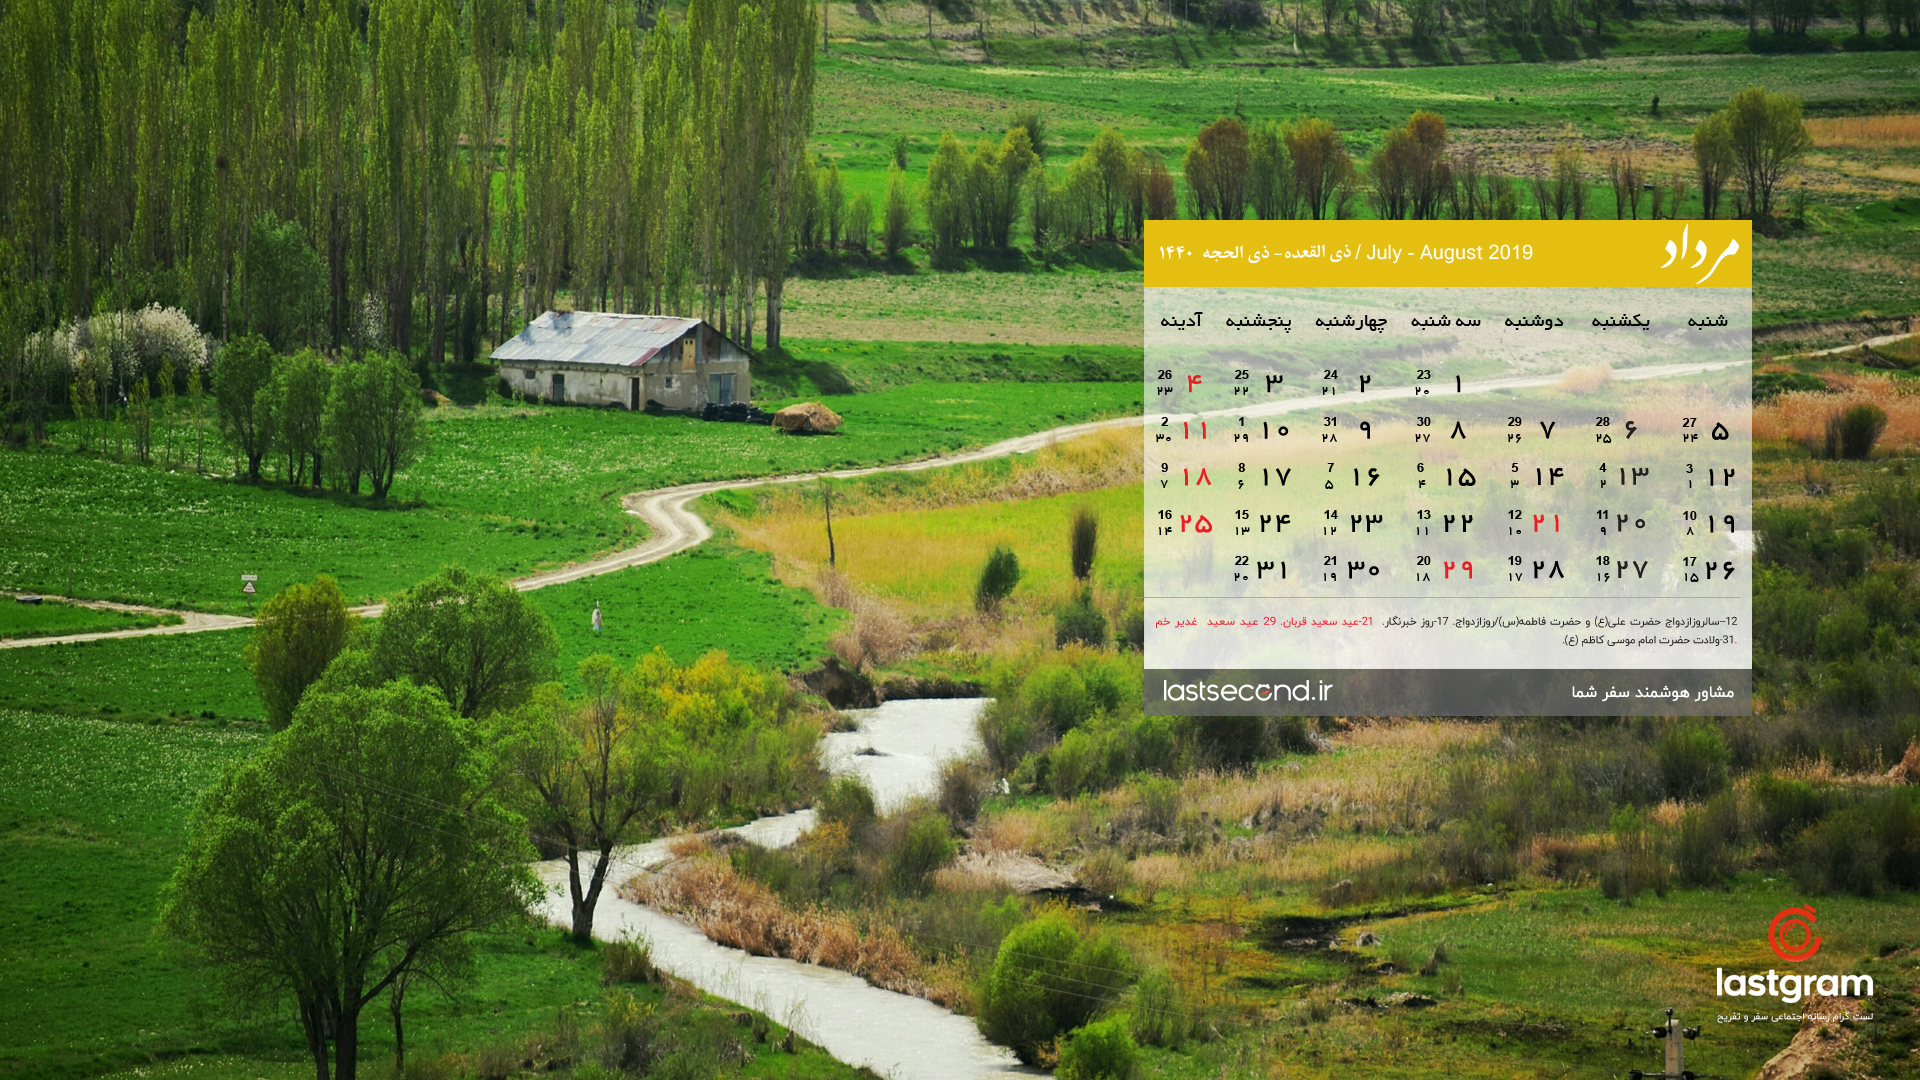 مرداد
July - August 2019 / ذی القعده - ذی الحجه ۱۴۴۰
شنبه یکشنبه دوشنبه سه شنبه چهارشنبه پنجشنبه آدینه
۱ 23 ۲۰ ۲ 24 ۲۱ ۳ 25 ۲۲ ۴ 26 ۲۳
۵ 27 ۲۴ ۶ 28 ۲۵ ۷ 29 ۲۶ ۸ 30 ۲۷ ۹ 31 ۲۸ ۱۰ 1 ۲۹ ۱۱ 2 ۳۰
۱۲ 3 ۱ ۱۳ 4 ۲ ۱۴ 5 ۳ ۱۵ 6 ۴ ۱۶ 7 ۵ ۱۷ 8 ۶ ۱۸ 9 ۷
۱۹ 10 ۸ ۲۰ 11 ۹ ۲۱ 12 ۱۰ ۲۲ 13 ۱۱ ۲۳ 14 ۱۲ ۲۴ 15 ۱۳ ۲۵ 16 ۱۴
۲۶ 17 ۱۵ ۲۷ 18 ۱۶ ۲۸ 19 ۱۷ ۲۹ 20 ۱۸ ۳۰ 21 ۱۹ ۳۱ 22 ۲۰
12-سالروزازدواج حضرت علی(ع) و حضرت فاطمه(س)/روزازدواج. 17-روز خبرنگار. 21-عید سعید قربان. 29 عید سعید غدیر خم
.31-ولادت حضرت امام موسی کاظم (ع).
مشاور هوشمند سفر شما
lastsecond.ir
lastgram
لست گرام رسانه اجتماعی سفر و تفریح